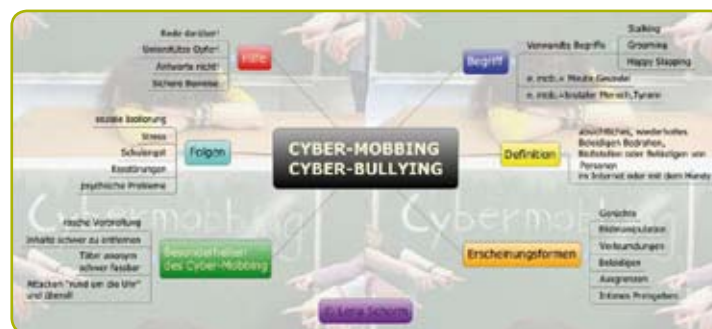 CYBER-MOBBING
CYBER-BULLYING
Hilfe
Rede darüber!
Unterstütze Opfer!
Antworte nicht!
Sichere Beweise
Folgen
soziale Isolierung
Stress
Schulangst
Essstörungen
psychische Probleme
Besonderheiten
des Cyber-Mobbing
rasche Verbreitung
Inhalte schwer zu entfernen
Täter anonym
schwer fassbar
Attacken "rund um die Uhr"
und überall
Begriff
Verwandte Begriffe
Stalking
Grooming
Happy Slapping
e. mob.= Meute, Gesindel
e. mob.=brutaler Mensch,Tyrann
Definition
absichtliches, wiederholtes
Beleidigen Bedrohen,
Bloßstellen oder Belästigen von
Personen
im Internet oder mit dem Handy
Erscheinungsformen
Gerüchte
Bildmanipulation
Verleumdungen
Beleidigen
Ausgrenzen
Intimes Preisgeben
Cybermobbing
Cybermobbing
© Lena